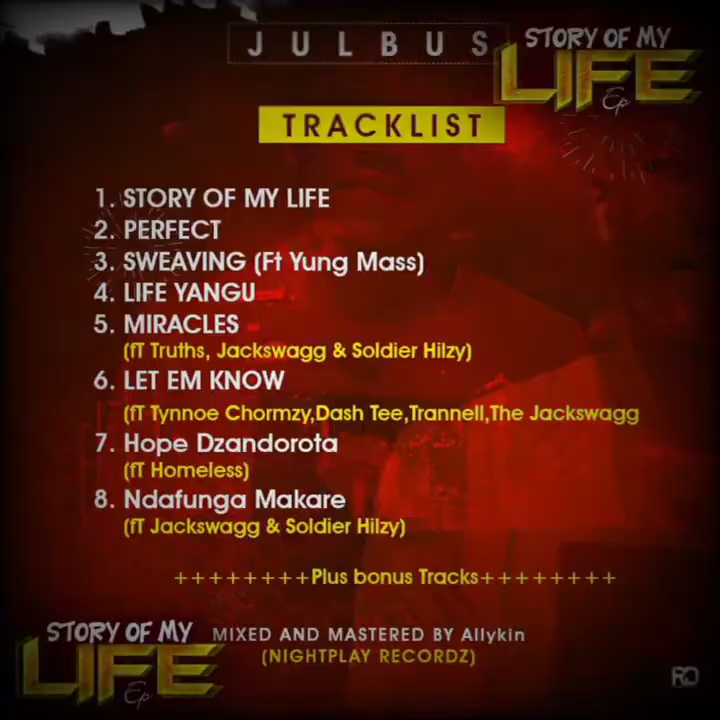 JULBUS
STORY OF MY
LIFE
Ep
TRACKLIST
1. STORY OF MY LIFE
2. PERFECT
3. SWEAVING (Ft Yung Mass)
4. LIFE YANGU
5. MIRACLES
(fT Truths, Jackswagg & Soldier Hilzy)
6. LET EM KNOW
(fT Tynnoe Chormzy,Dash Tee,Trannell,The Jackswagg
7. Hope Dzandorota
(fT Homeless)
8. Ndafunga Makare
(fT Jackswagg & Soldier Hilzy)
++++++++Plus bonus Tracks++++++++
STORY OF MY
LIFE
Ep
MIXED AND MASTERED BY Allykin
(NIGHTPLAY RECORDZ)